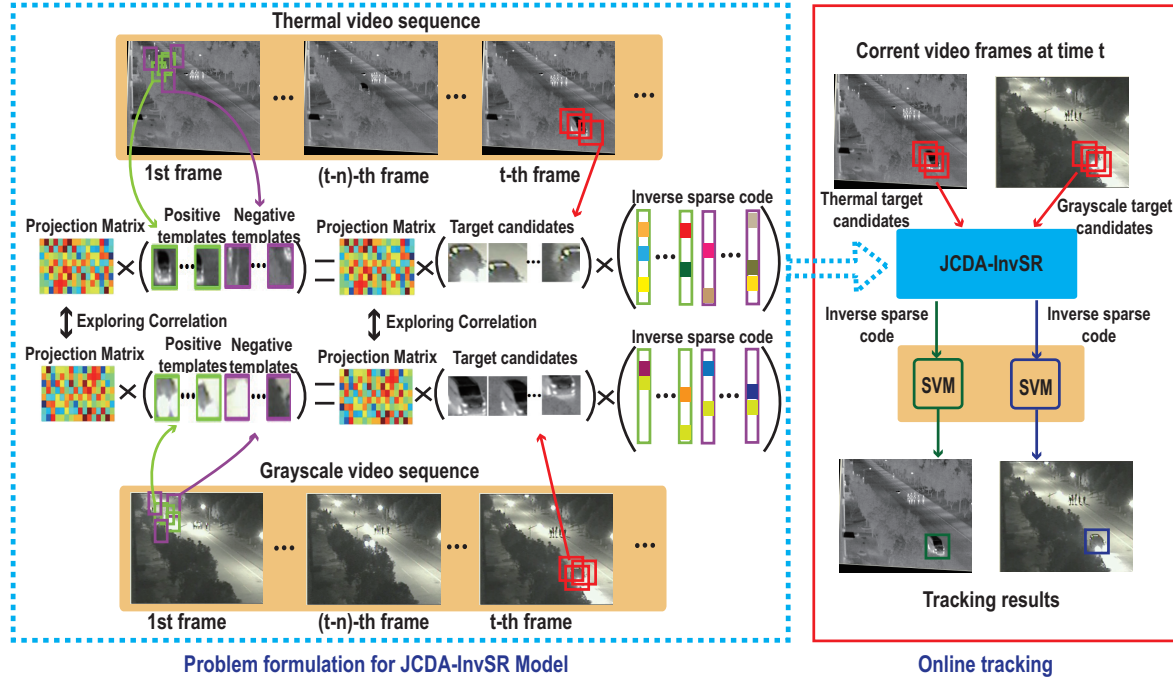 Thermal video sequence
1st frame
(t-n)-th frame
t-th frame
Projection Matrix
Positive
templates
Negative
templates
Projection Matrix
Target candidates
Inverse sparse code
Exploring Correlation
Exploring Correlation
Projection Matrix
Positive
templates
Negative
templates
Projection Matrix
Target candidates
Inverse sparse code
Grayscale video sequence
1st frame
(t-n)-th frame
t-th frame
Problem formulation for JCDA-InvSR Model
Corrent video frames at time t
Thermal target
candidates
Grayscale target
candidates
JCDA-InvSR
Inverse sparse
code
Inverse sparse
code
SVM
SVM
Tracking results
Online tracking